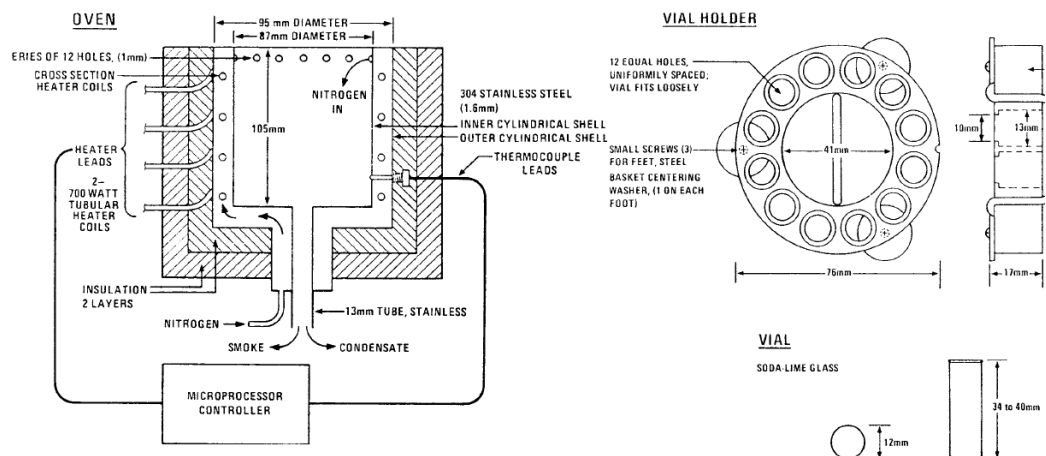 OVEN
95 mm DIAMETER
87mm DIAMETER
ERIES OF 12 HOLES, (1mm)
CROSS SECTION
HEATER COILS
NITROGEN
IN
105mm
304 STAINLESS STEEL
(1.6mm)
INNER CYLINDRICAL SHELL
OUTER CYLINDRICAL SHELL
THERMOCOUPLE
LEADS
HEATER
LEADS
2–
700 WATT
TUBULAR
HEATER
COILS
INSULATION
2 LAYERS
NITROGEN
13mm TUBE, STAINLESS
SMOKE
CONDENSATE
MICROPROCESSOR
CONTROLLER
VIAL HOLDER
12 EQUAL HOLES,
UNIFORMLY SPACED;
VIAL FITS LOOSELY
SMALL SCREWS (3)
FOR FEET, STEEL
BASKET CENTERING
WASHER, (1 ON EACH
FOOT)
41mm
76mm
10mm
13mm
17mm
VIAL
SODA-LIME GLASS
34 to 40mm
12mm